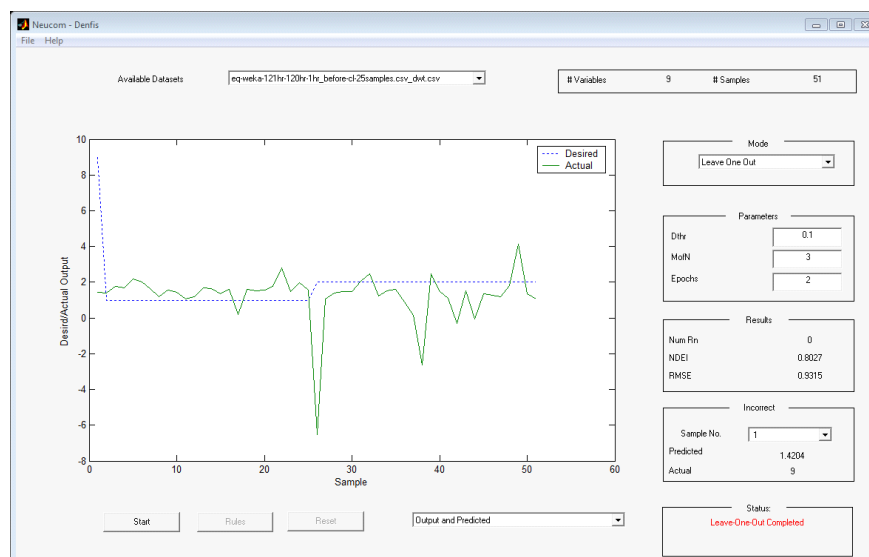 Neucom - Denfis
File Help
Available Datasets eq-weka-121hr-120hr-1hr_before-cl-25samples.csv_dwt.csv
# Variables 9 # Samples 51
10
8
6
4
2
0
-2
-4
-6
-8
0 10 20 30 40 50 60
Desird/Actual Output
Sample
Desired
Actual
Mode
Leave One Out
Parameters
Dthr 0.1
MofN 3
Epochs 2
Results
Num Rn 0
NDEI 0.8027
RMSE 0.9315
Incorrect
Sample No. 1
Predicted 1.4204
Actual 9
Start Rules Reset Output and Predicted
Status:
Leave-One-Out Completed